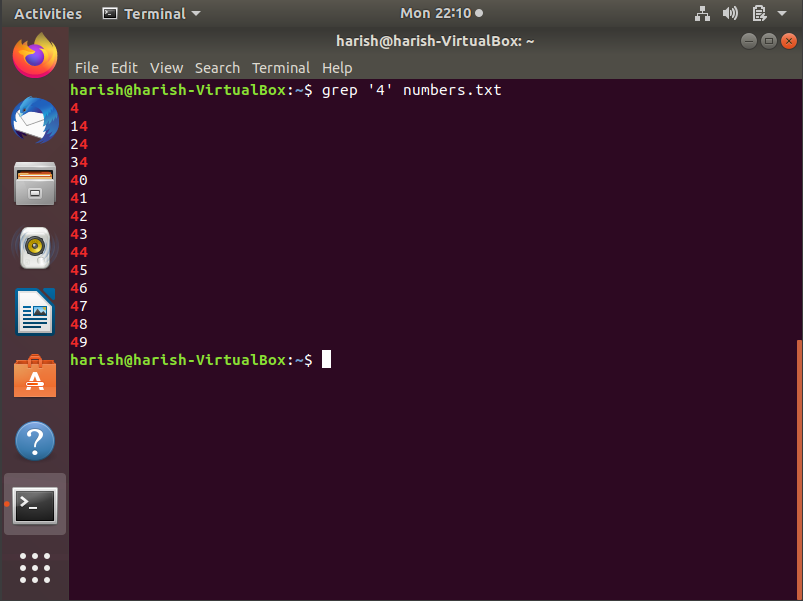 Activities Terminal Mon 22:10
harish@harish-VirtualBox: ~
File Edit View Search Terminal Help
harish@harish-VirtualBox:~$ grep '4' numbers.txt
4
14
24
34
40
41
42
43
44
45
46
47
48
49
harish@harish-VirtualBox:~$